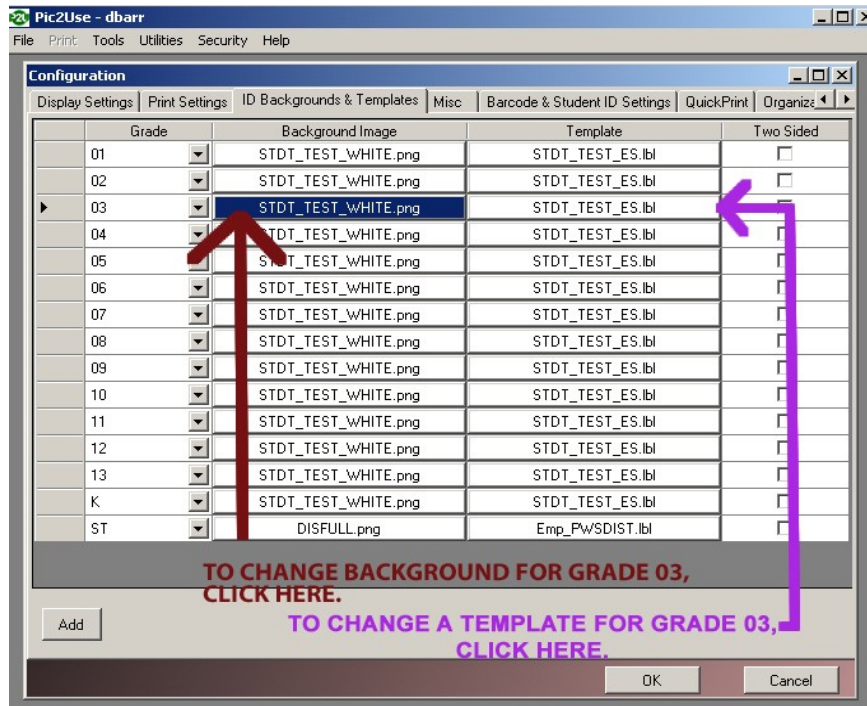 Pic2Use - dbarr
File Print Tools Utilities Security Help
Configuration
Display Settings Print Settings ID Backgrounds & Templates Misc Barcode & Student ID Settings QuickPrint Organiza
Grade Background Image Template Two Sided
01 STDT_TEST_WHITE.png STDT_TEST_ES.lbl
02 STDT_TEST_WHITE.png STDT_TEST_ES.lbl
03 STDT_TEST_WHITE.png STDT_TEST_ES.lbl
04 STDT_TEST_WHITE.png STDT_TEST_ES.lbl
05 STDT_TEST_WHITE.png STDT_TEST_ES.lbl
06 STDT_TEST_WHITE.png STDT_TEST_ES.lbl
07 STDT_TEST_WHITE.png STDT_TEST_ES.lbl
08 STDT_TEST_WHITE.png STDT_TEST_ES.lbl
09 STDT_TEST_WHITE.png STDT_TEST_ES.lbl
10 STDT_TEST_WHITE.png STDT_TEST_ES.lbl
11 STDT_TEST_WHITE.png STDT_TEST_ES.lbl
12 STDT_TEST_WHITE.png STDT_TEST_ES.lbl
13 STDT_TEST_WHITE.png STDT_TEST_ES.lbl
K STDT_TEST_WHITE.png STDT_TEST_ES.lbl
ST DISFULL.png Emp_PWSDIST.lbl
TO CHANGE BACKGROUND FOR GRADE 03,
CLICK HERE.
Add
TO CHANGE A TEMPLATE FOR GRADE 03,
CLICK HERE.
OK Cancel